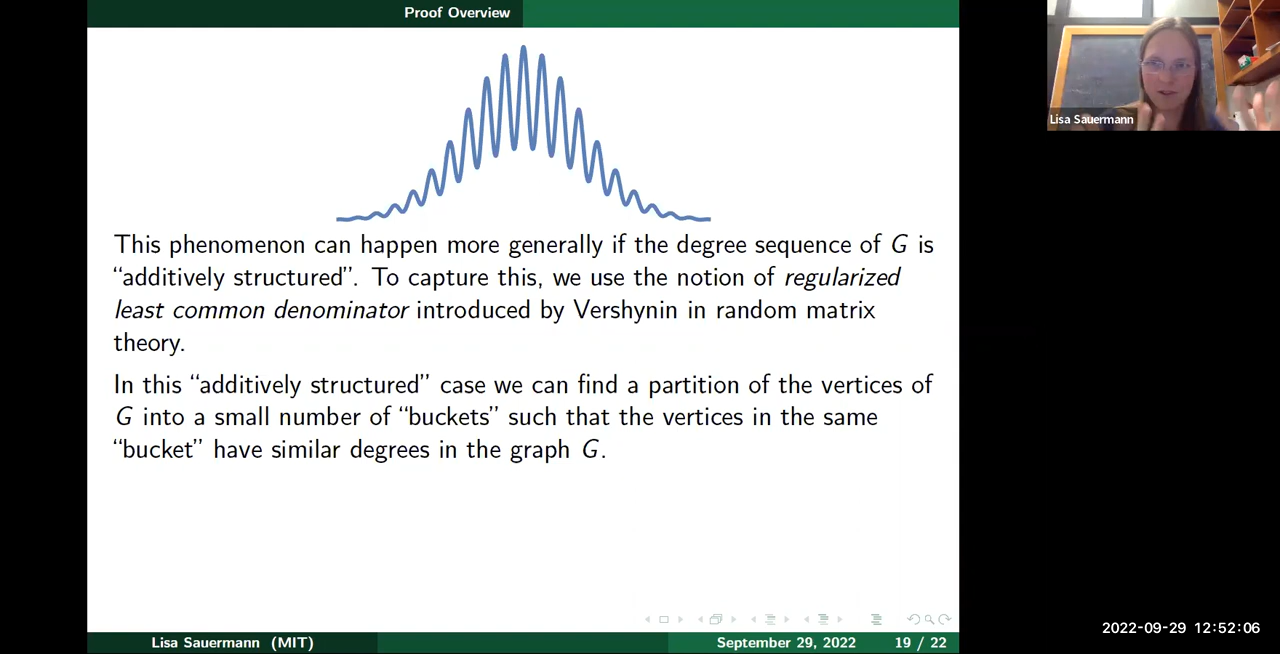 Proof Overview
Lisa Sauermann
This phenomenon can happen more generally if the degree sequence of G is
“additively structured”. To capture this, we use the notion of regularized
least common denominator introduced by Vershynin in random matrix
theory.
In this “additively structured” case we can find a partition of the vertices of
G into a small number of “buckets” such that the vertices in the same
“bucket” have similar degrees in the graph G.
Lisa Sauermann (MIT) September 29, 2022 19 / 22
2022-09-29 12:52:06